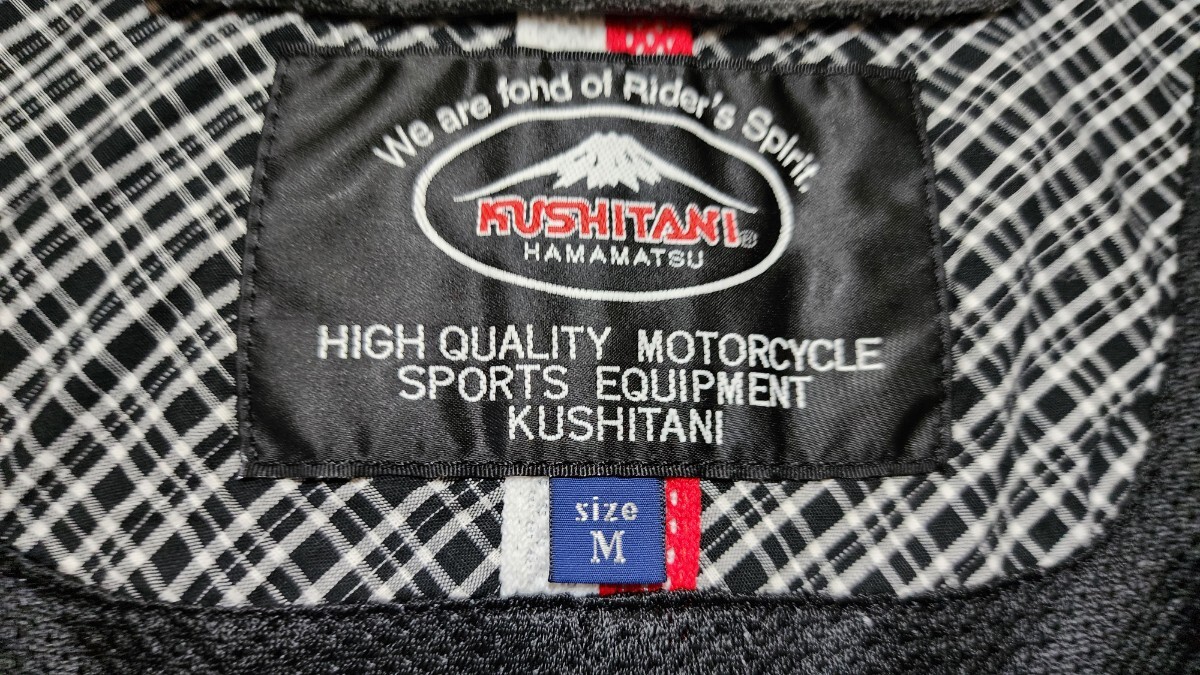 We are fond of Rider's Spirit.
KUSHITANI®
HAMAMATSU
HIGH QUALITY MOTORCYCLE
SPORTS EQUIPMENT
KUSHITANI
size
M